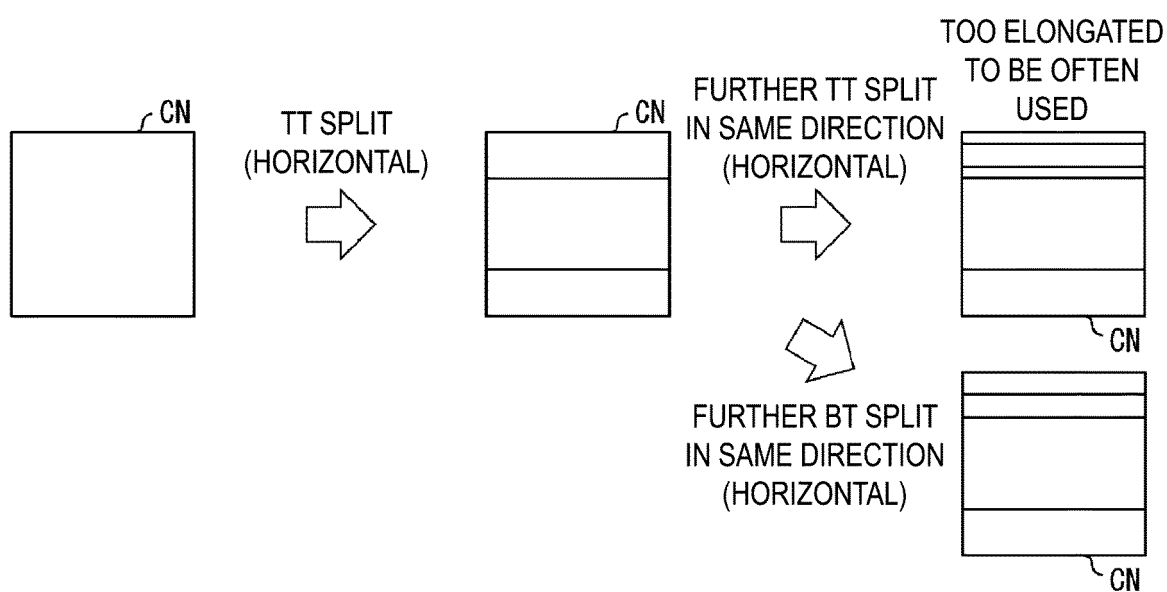 CN
TT SPLIT
(HORIZONTAL)
CN
FURTHER TT SPLIT
IN SAME DIRECTION
(HORIZONTAL)
TOO ELONGATED
TO BE OFTEN
USED
CN
FURTHER BT SPLIT
IN SAME DIRECTION
(HORIZONTAL)
CN